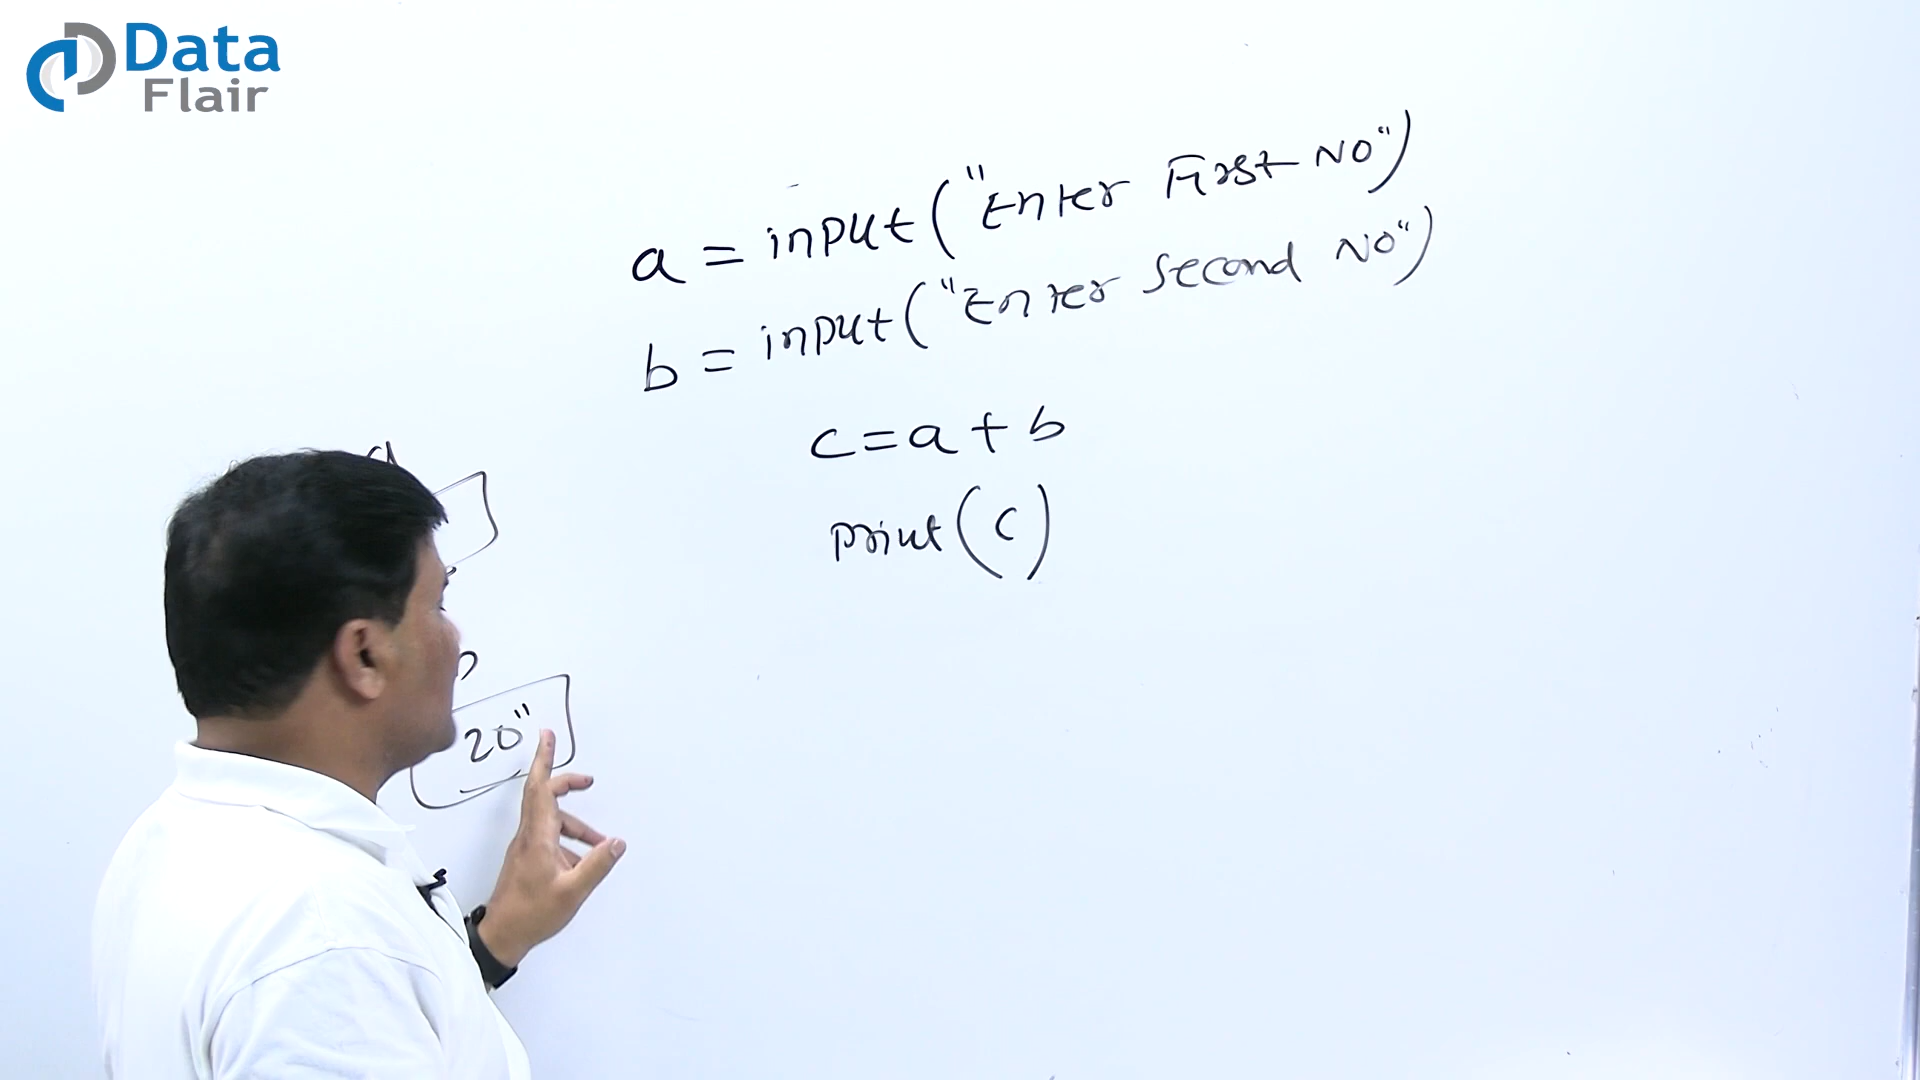 Data
Flair
a = input("Enter First NO")
b = input("Enter Second NO")
c = a + b
print(c)
a
b
20"